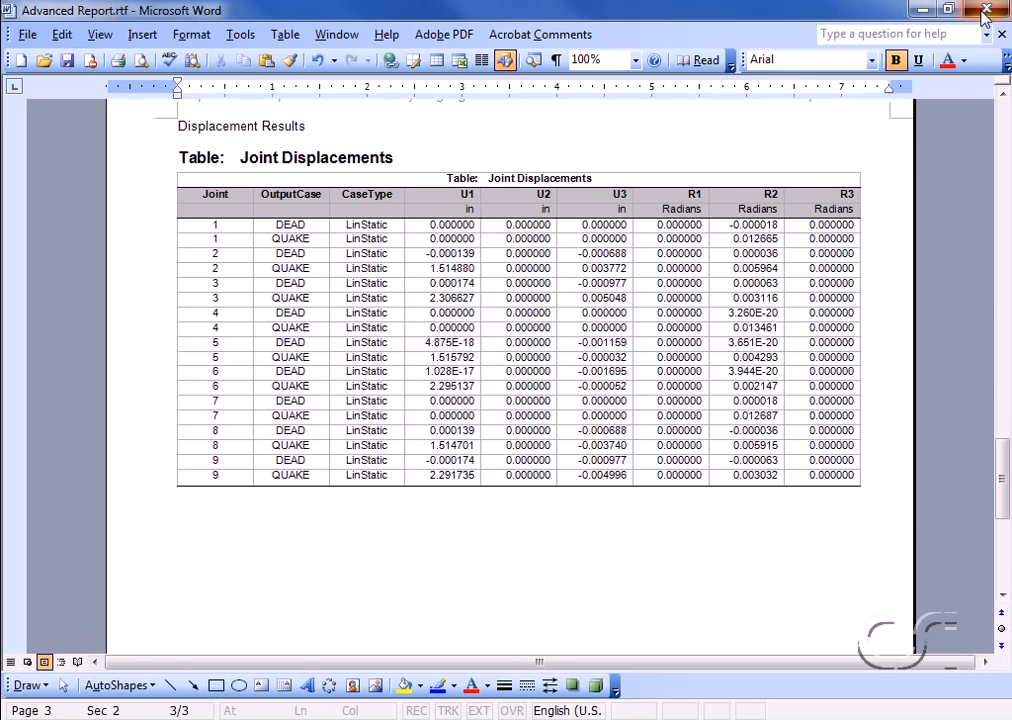 Advanced Report.rtf - Microsoft Word
File Edit View Insert Format Tools Table Window Help Adobe PDF Acrobat Comments Type a question for help
100% Read Arial B U A
1 2 3 4 5 6 7
Displacement Results
Table: Joint Displacements
Table: Joint Displacements
Joint OutputCase CaseType U1 U2 U3 R1 R2 R3
in in in Radians Radians Radians
1 DEAD LinStatic 0.000000 0.000000 0.000000 0.000000 -0.000018 0.000000
1 QUAKE LinStatic 0.000000 0.000000 0.000000 0.000000 0.012665 0.000000
2 DEAD LinStatic -0.000139 0.000000 -0.000688 0.000000 0.000036 0.000000
2 QUAKE LinStatic 1.514880 0.000000 0.003772 0.000000 0.005964 0.000000
3 DEAD LinStatic 0.000174 0.000000 -0.000977 0.000000 0.000063 0.000000
3 QUAKE LinStatic 2.306627 0.000000 0.005048 0.000000 0.003116 0.000000
4 DEAD LinStatic 0.000000 0.000000 0.000000 0.000000 3.260E-20 0.000000
4 QUAKE LinStatic 0.000000 0.000000 0.000000 0.000000 0.013461 0.000000
5 DEAD LinStatic 4.875E-18 0.000000 -0.001159 0.000000 3.651E-20 0.000000
5 QUAKE LinStatic 1.515792 0.000000 -0.000032 0.000000 0.004293 0.000000
6 DEAD LinStatic 1.028E-17 0.000000 -0.001695 0.000000 3.944E-20 0.000000
6 QUAKE LinStatic 2.295137 0.000000 -0.000052 0.000000 0.002147 0.000000
7 DEAD LinStatic 0.000000 0.000000 0.000000 0.000000 0.000018 0.000000
7 QUAKE LinStatic 0.000000 0.000000 0.000000 0.000000 0.012687 0.000000
8 DEAD LinStatic 0.000139 0.000000 -0.000688 0.000000 -0.000036 0.000000
8 QUAKE LinStatic 1.514701 0.000000 -0.003740 0.000000 0.005915 0.000000
9 DEAD LinStatic -0.000174 0.000000 -0.000977 0.000000 -0.000063 0.000000
9 QUAKE LinStatic 2.291735 0.000000 -0.004996 0.000000 0.003032 0.000000
Draw AutoShapes
Page 3 Sec 2 3/3 At Ln Col REC TRK EXT OVR English (U.S.